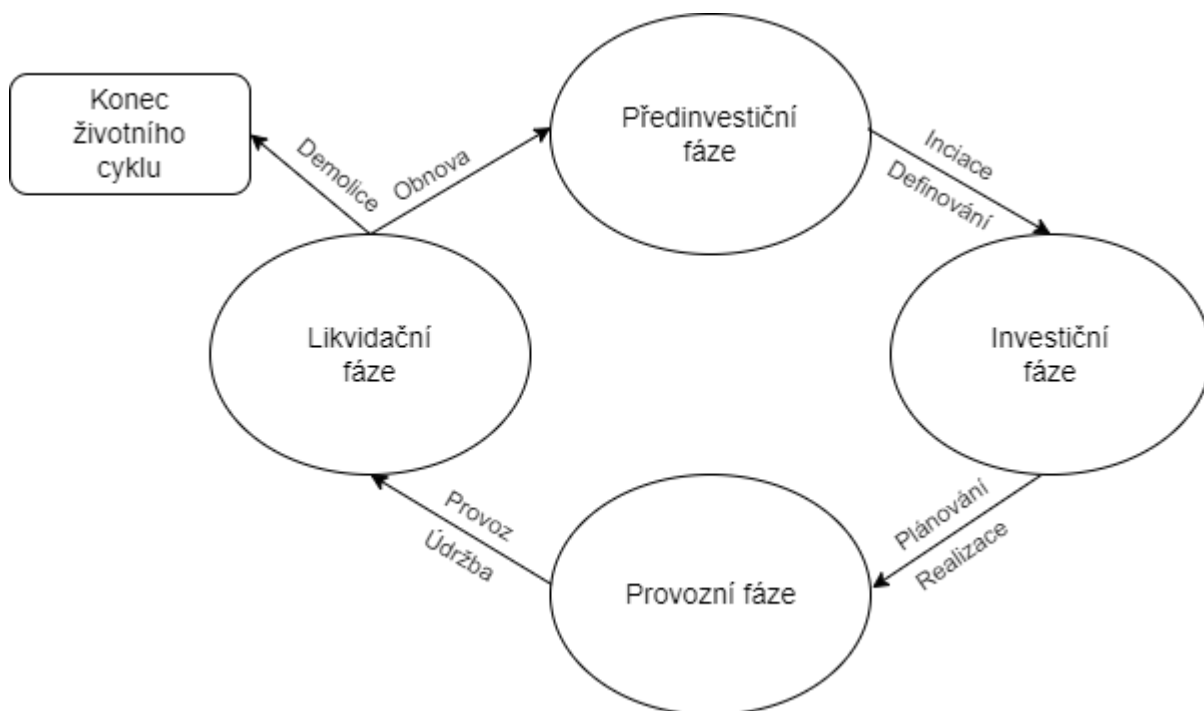 Konec
životního
cyklu
Demolice
Obnova
Předinvestiční
fáze
Inciace
Definování
Likvidační
fáze
Investiční
fáze
Provoz
Údržba
Provozní fáze
Plánování
Realizace